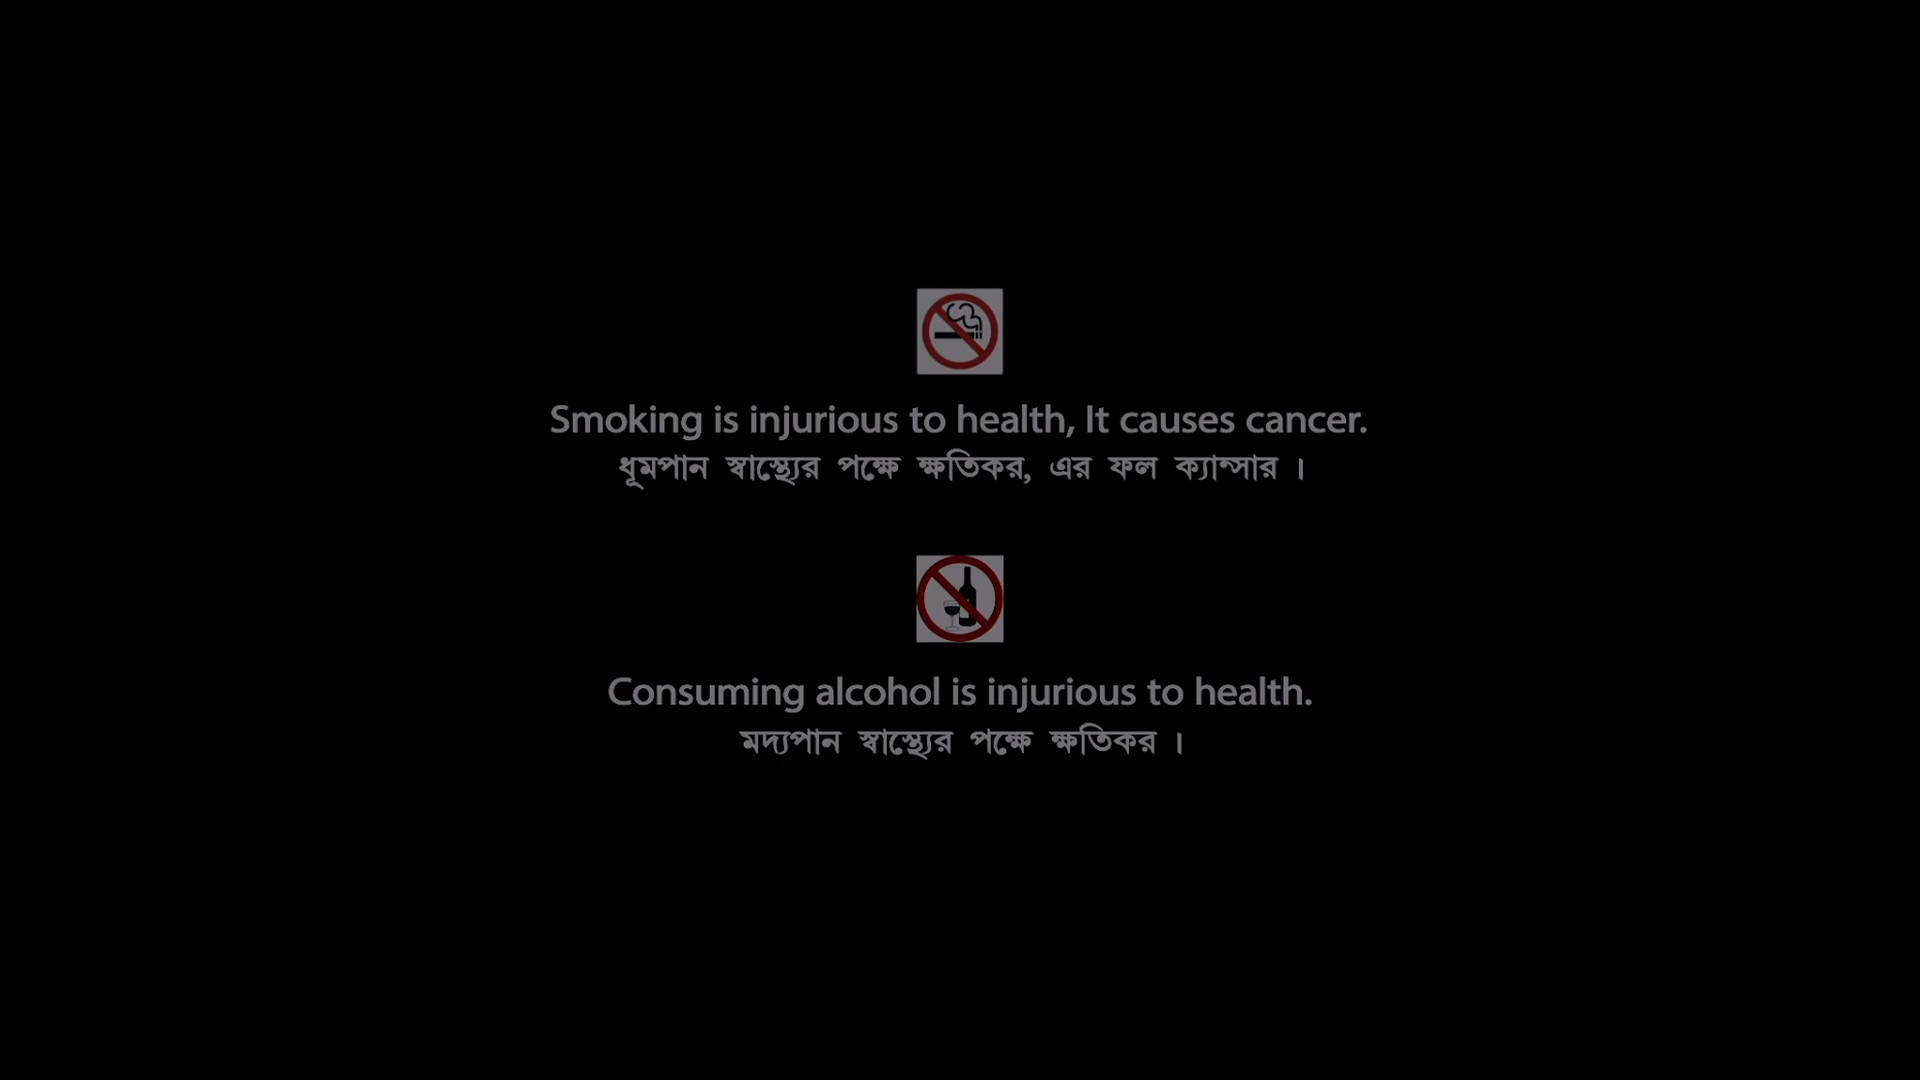 Smoking is injurious to health, It causes cancer.
ধূমপান স্বাস্থ্যের পক্ষে ক্ষতিকর, এর ফল ক্যান্সার ।
Consuming alcohol is injurious to health.
মদ্যপান স্বাস্থ্যের পক্ষে ক্ষতিকর ।